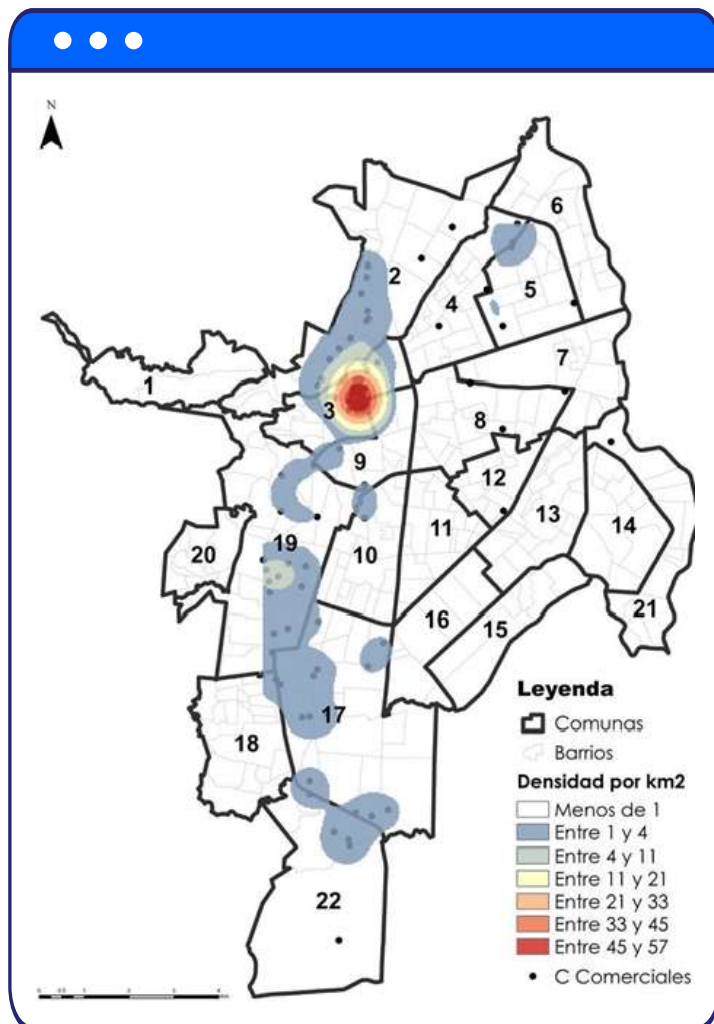 N
6
2
5
4
7
1
3
8
9
12
13
14
11
19
20
10
21
16
15
17
18
22
Leyenda
Comunas
Barrios
Densidad por km2
Menos de 1
Entre 1 y 4
Entre 4 y 11
Entre 11 y 21
Entre 21 y 33
Entre 33 y 45
Entre 45 y 57
C Comerciales